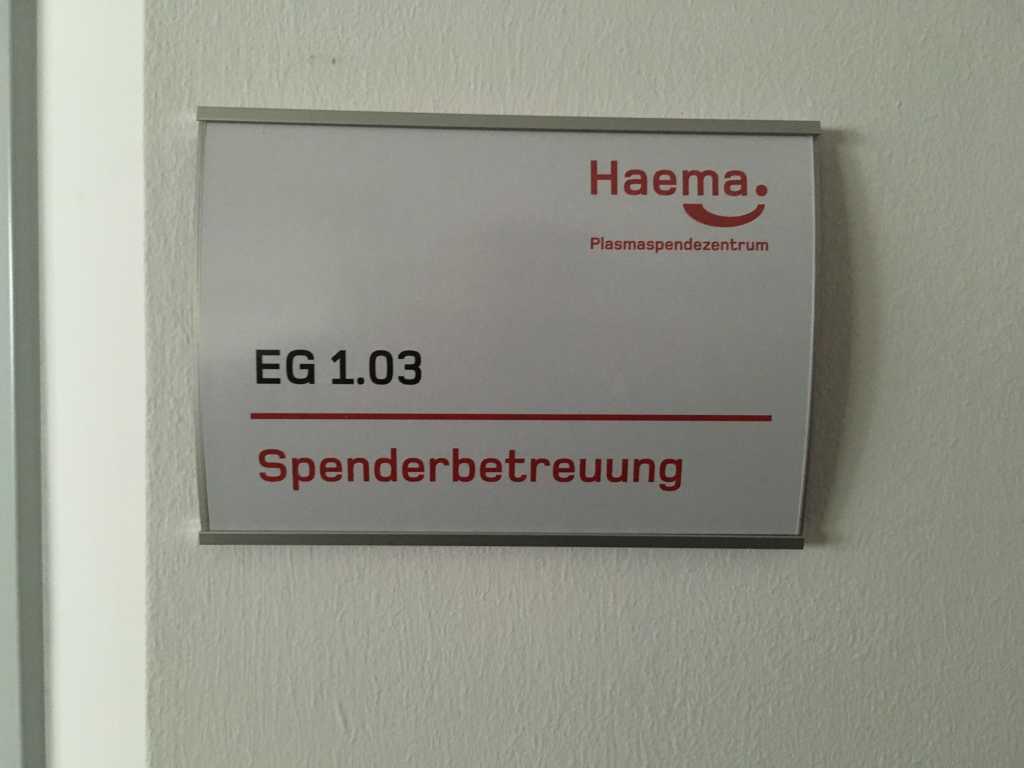 Haema.
Plasmaspendezentrum
EG 1.03
Spenderbetreuung